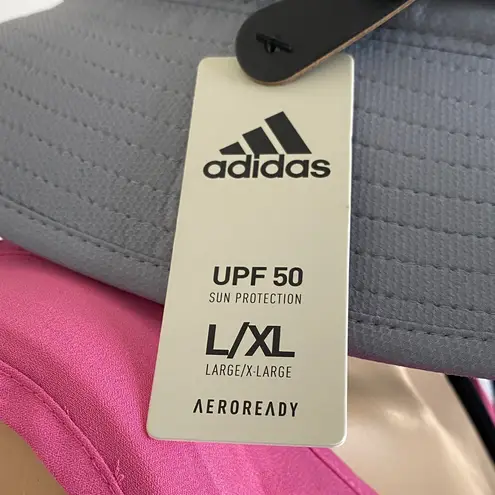 adidas
UPF 50
SUN PROTECTION
L/XL
LARGE/X-LARGE
AEROREADY